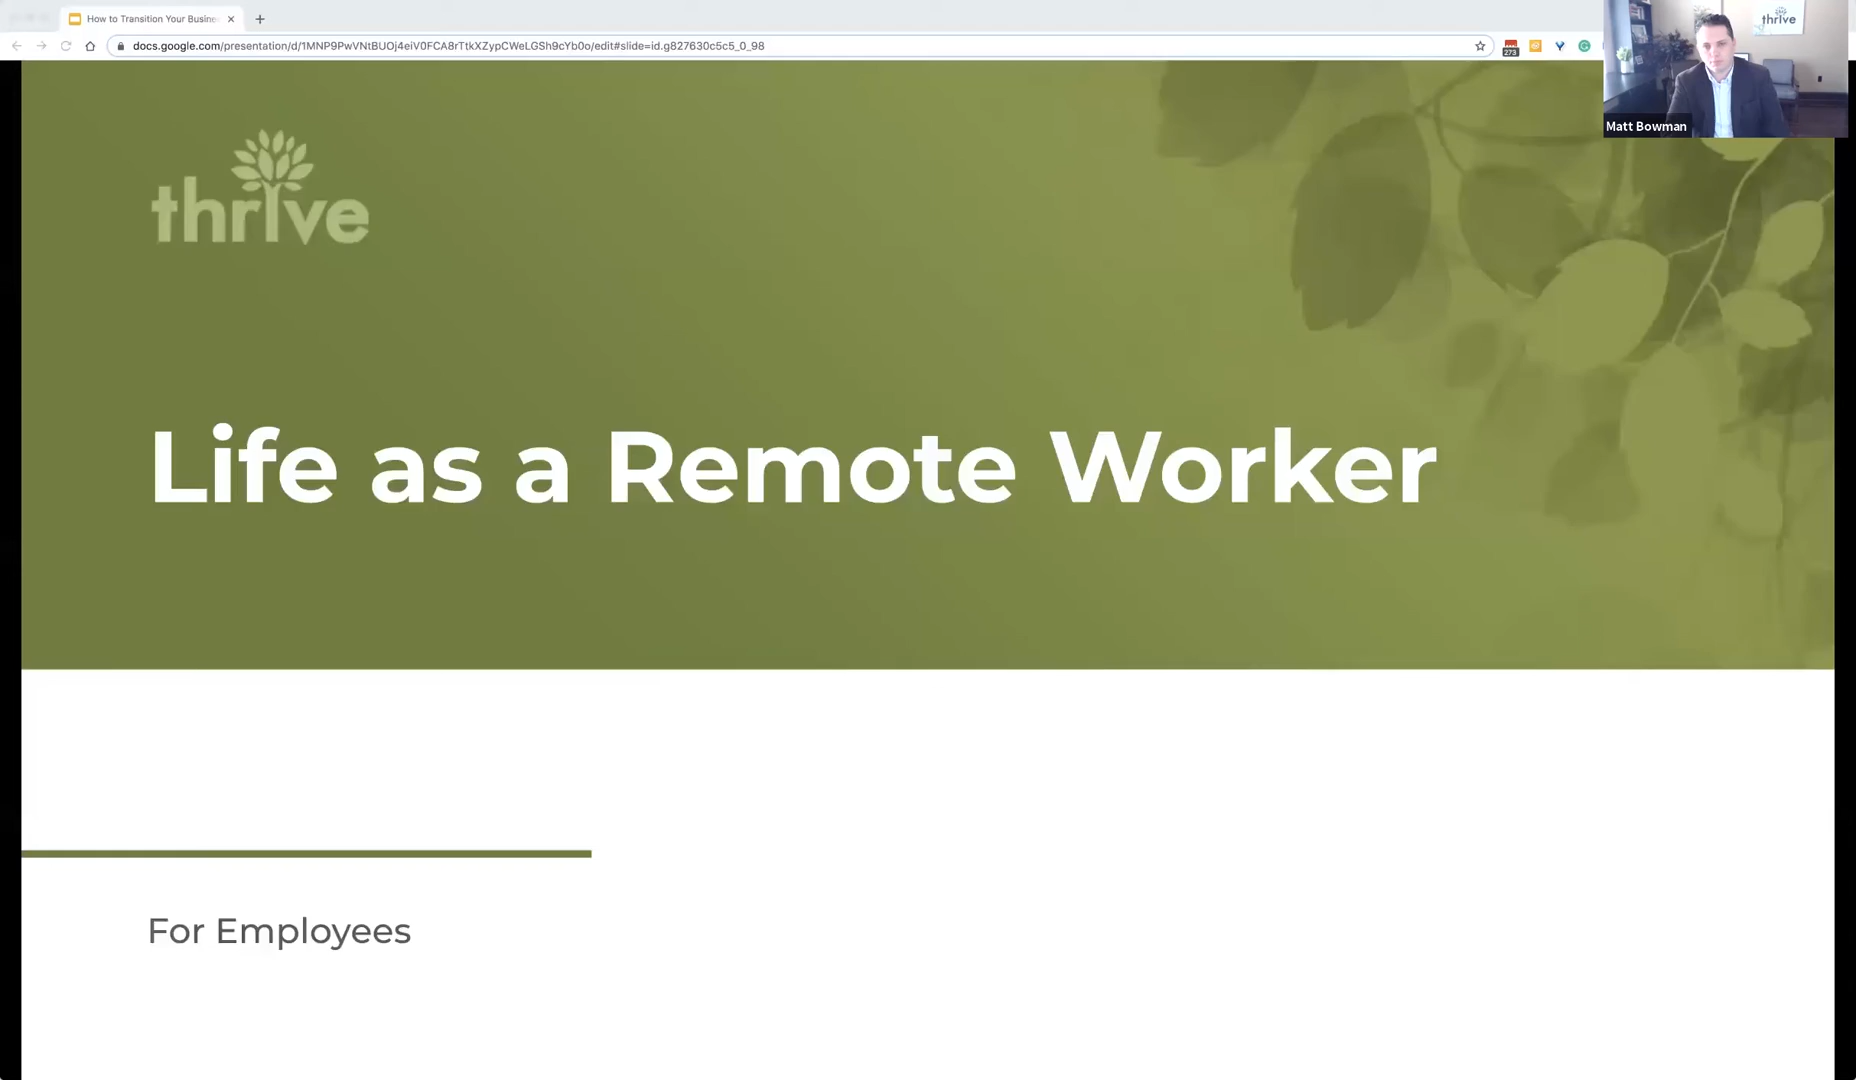 How to Transition Your Busine
docs.google.com/presentation/d/1MNP9PwVNtBUOj4eiV0FCA8rTtkXZypCWeLGSh9cYb0o/edit#slide=id.g827630c5c5_0_98
273
thrive
Matt Bowman
thrive
Life as a Remote Worker
For Employees